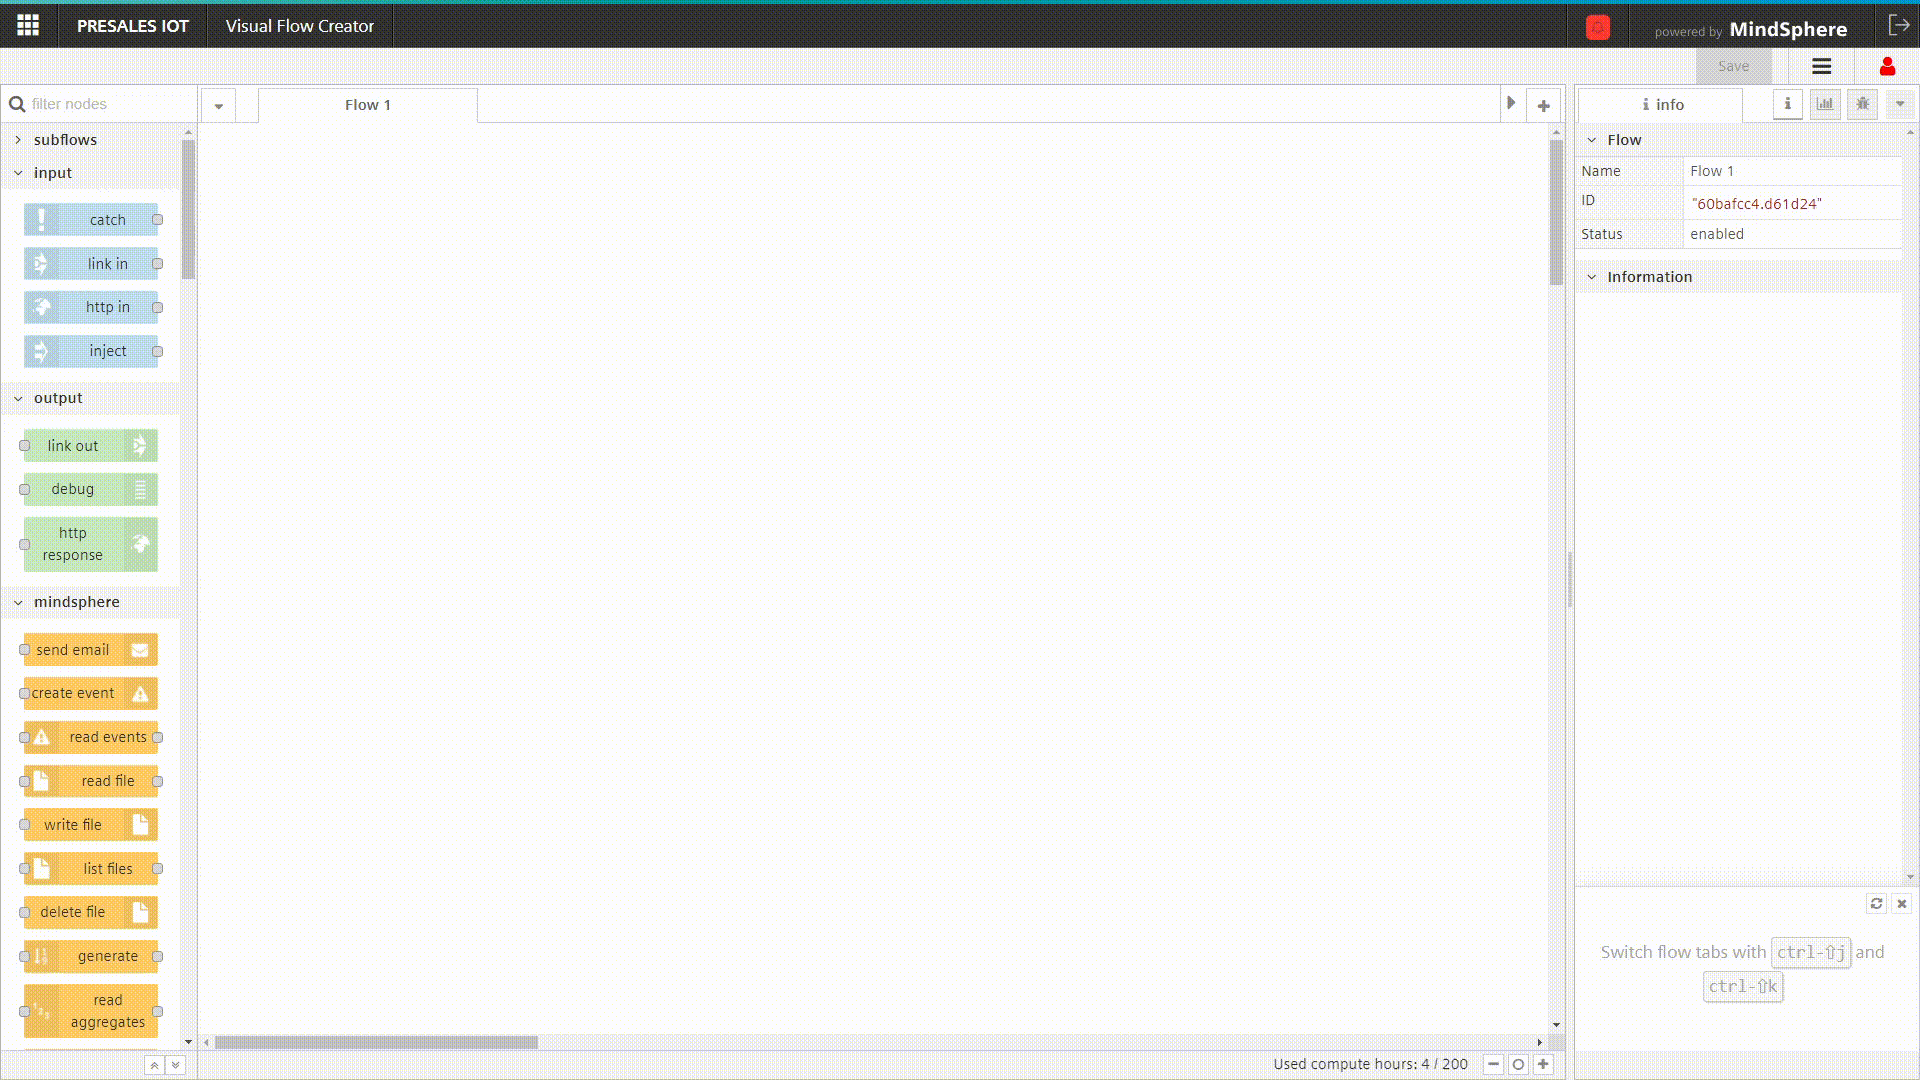 PRESALES IOT
Visual Flow Creator
powered by MindSphere
Save
filter nodes
Flow 1
info
subflows
input
catch
link in
http in
inject
output
link out
debug
http
response
mindsphere
send email
create event
read events
read file
write file
list files
delete file
generate
read
aggregates
Flow
Name Flow 1
ID "60bafcc4.d61d24"
Status enabled
Information
Switch flow tabs with ctrl-⇧j and
ctrl-⇧k
Used compute hours: 4 / 200